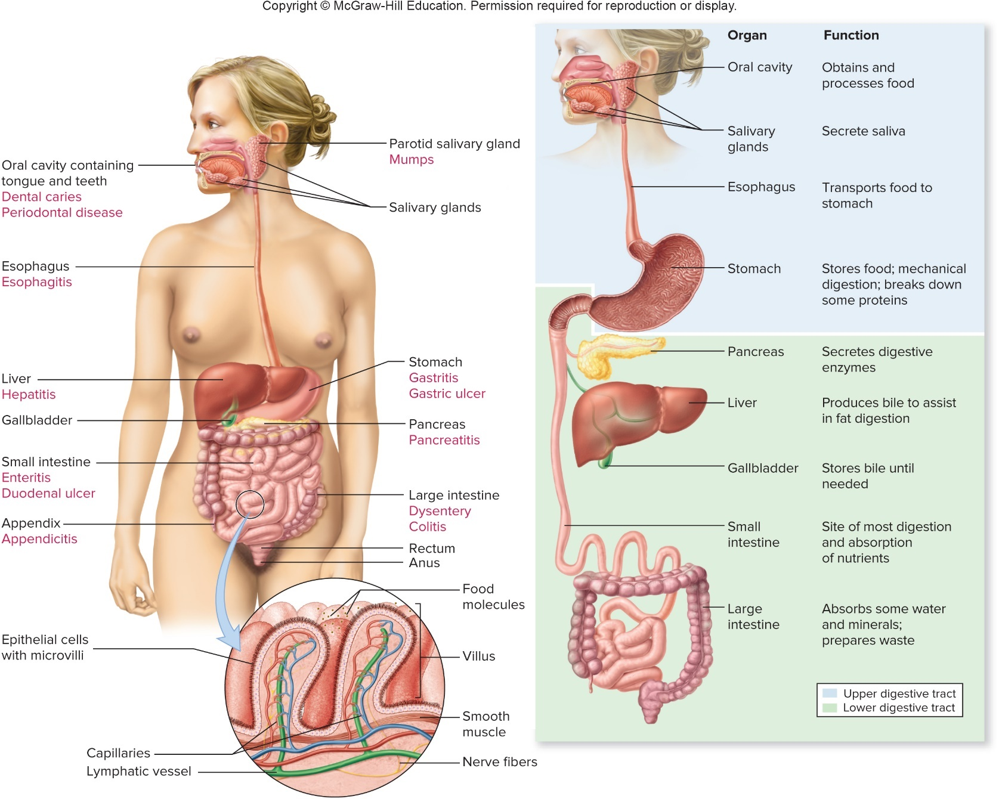 Copyright © McGraw-Hill Education. Permission required for reproduction or display.
Oral cavity containing
tongue and teeth
Dental caries
Periodontal disease
Esophagus
Esophagitis
Liver
Hepatitis
Gallbladder
Small intestine
Enteritis
Duodenal ulcer
Appendix
Appendicitis
Parotid salivary gland
Mumps
Salivary glands
Stomach
Gastritis
Gastric ulcer
Pancreas
Pancreatitis
Large intestine
Dysentery
Colitis
Rectum
Anus
Food
molecules
Epithelial cells
with microvilli
Villus
Smooth
muscle
Capillaries
Lymphatic vessel
Nerve fibers
Organ Function
Oral cavity
Obtains and
processes food
Salivary
glands
Secrete saliva
Esophagus
Transports food to
stomach
Stomach
Stores food; mechanical
digestion; breaks down
some proteins
Pancreas
Secretes digestive
enzymes
Liver
Produces bile to assist
in fat digestion
Gallbladder
Stores bile until
needed
Small
intestine
Site of most digestion
and absorption
of nutrients
Large
intestine
Absorbs some water
and minerals;
prepares waste
Upper digestive tract
Lower digestive tract